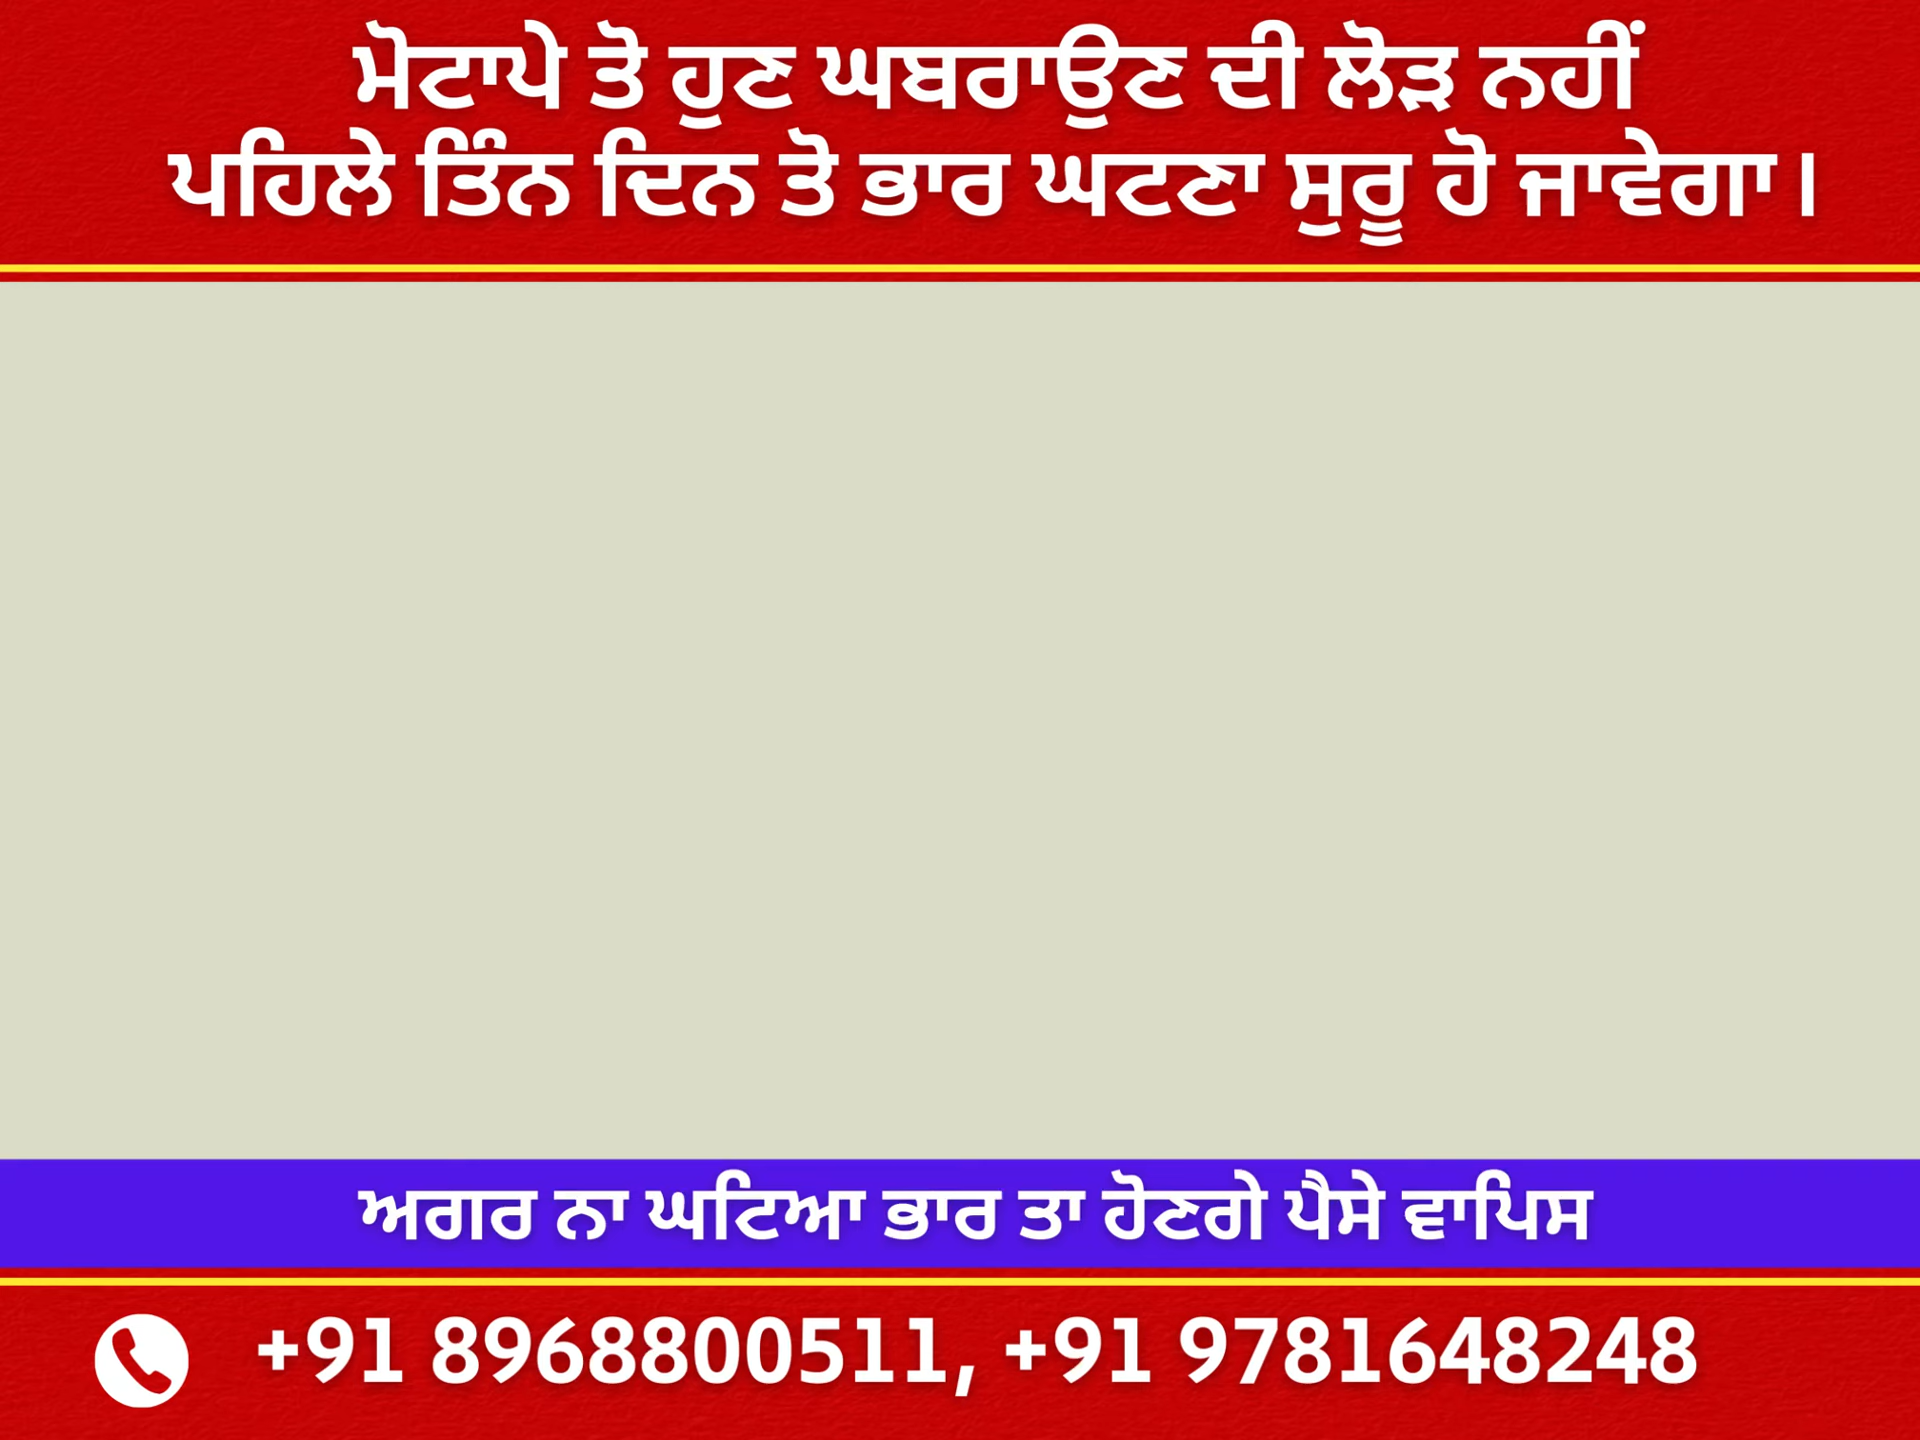 ਮੋਟਾਪੇ ਤੋ ਹੁਣ ਘਬਰਾਉਣ ਦੀ ਲੋੜ ਨਹੀਂ
ਪਹਿਲੇ ਤਿੰਨ ਦਿਨ ਤੋ ਭਾਰ ਘਟਣਾ ਸੁਰੂ ਹੋ ਜਾਵੇਗਾ।
ਅਗਰ ਨਾ ਘਟਿਆ ਭਾਰ ਤਾ ਹੋਣਗੇ ਪੈਸੇ ਵਾਪਿਸ
+91 8968800511, +91 9781648248